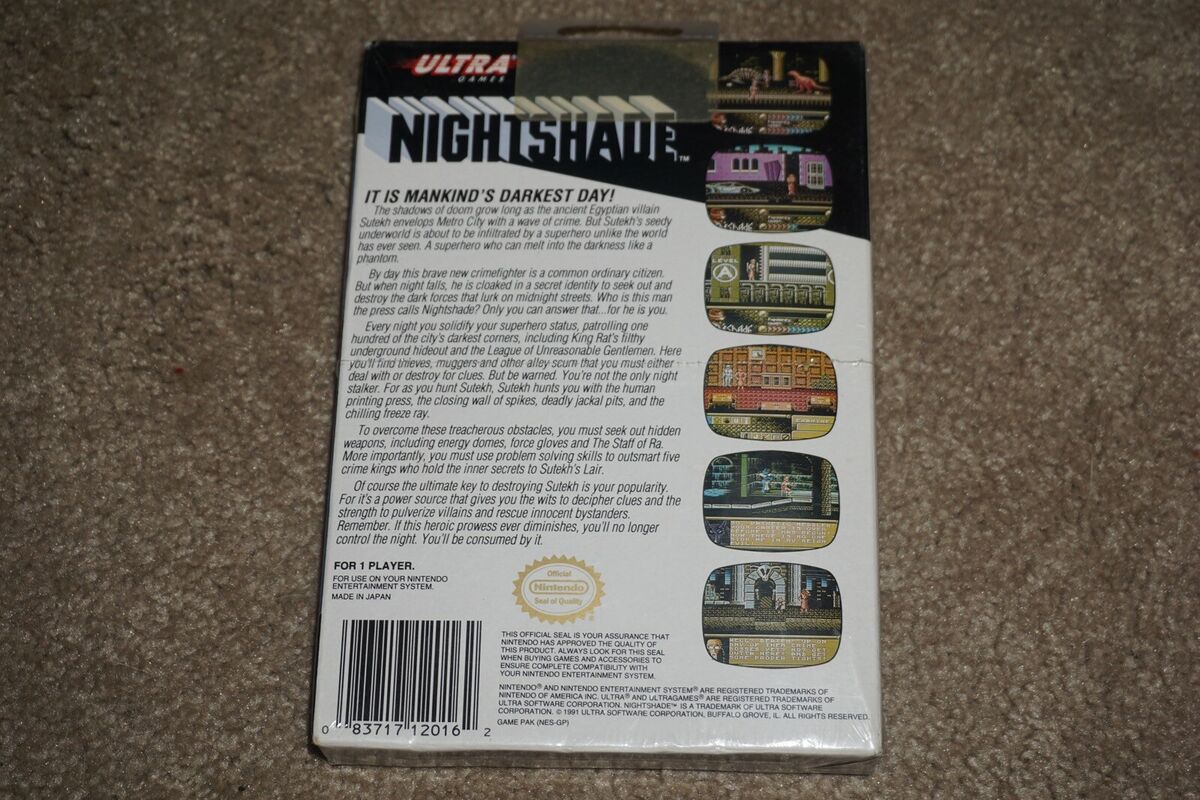 ULTRA®
GAMES
NIGHTSHADE™
IT IS MANKIND'S DARKEST DAY!
The shadows of doom grow long as the ancient Egyptian villain
Sutekh envelops Metro City with a wave of crime. But Sutekh's seedy
underworld is about to be infiltrated by a superhero unlike the world
has ever seen. A superhero who can melt into the darkness like a
phantom.
By day this brave new crimefighter is a common ordinary citizen.
But when night falls, he is cloaked in a secret identity to seek out and
destroy the dark forces that lurk on midnight streets. Who is this man
the press calls Nightshade? Only you can answer that...for he is you.
Every night you solidify your superhero status, patrolling one
hundred of the city's darkest corners, including King Rat's filthy
underground hideout and the League of Unreasonable Gentlemen. Here
you'll find thieves, muggers and other alley scum that you must either
deal with or destroy for clues. But be warned. You're not the only night
stalker. For as you hunt Sutekh, Sutekh hunts you with the human
printing press, the closing wall of spikes, deadly jackal pits, and the
chilling freeze ray.
To overcome these treacherous obstacles, you must seek out hidden
weapons, including energy domes, force gloves and The Staff of Ra.
More importantly, you must use problem solving skills to outsmart five
crime kings who hold the inner secrets to Sutekh's Lair.
Of course the ultimate key to destroying Sutekh is your popularity.
For it's a power source that gives you the wits to decipher clues and the
strength to pulverize villains and rescue innocent bystanders.
Remember. If this heroic prowess ever diminishes, you'll no longer
control the night. You'll be consumed by it.
LEVEL
A
FOR 1 PLAYER.
FOR USE ON YOUR NINTENDO
ENTERTAINMENT SYSTEM.
MADE IN JAPAN
Official
Nintendo
Seal of Quality
THIS OFFICIAL SEAL IS YOUR ASSURANCE THAT
NINTENDO HAS APPROVED THE QUALITY OF
THIS PRODUCT. ALWAYS LOOK FOR THIS SEAL
WHEN BUYING GAMES AND ACCESSORIES TO
ENSURE COMPLETE COMPATIBILITY WITH
YOUR NINTENDO ENTERTAINMENT SYSTEM.
NINTENDO® AND NINTENDO ENTERTAINMENT SYSTEM® ARE REGISTERED TRADEMARKS OF
NINTENDO OF AMERICA INC. ULTRA® AND ULTRAGAMES® ARE REGISTERED TRADEMARKS OF
ULTRA SOFTWARE CORPORATION. NIGHTSHADE™ IS A TRADEMARK OF ULTRA SOFTWARE
CORPORATION. © 1991 ULTRA SOFTWARE CORPORATION, BUFFALO GROVE, IL. ALL RIGHTS RESERVED.
GAME PAK (NES-GP)
0 83717 12016 2